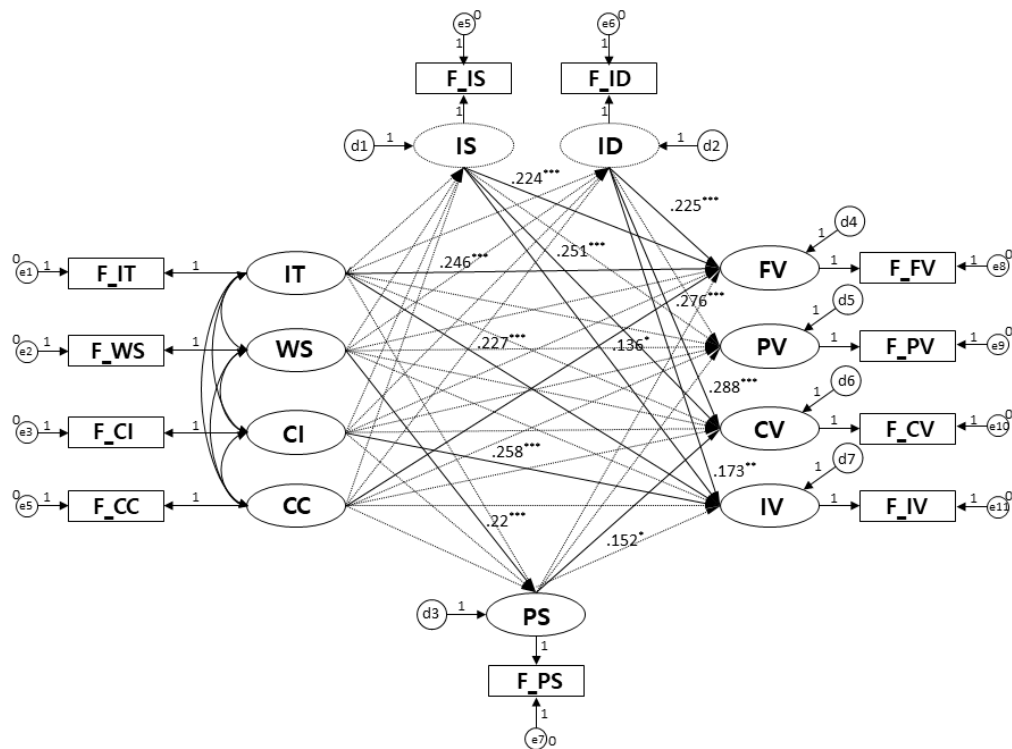 e5 0
e6 0
1
1
F_IS
F_ID
1
1
d1
1
IS
ID
1
d2
.224***
.225***
d4
1
0
e1
1
F_IT
1
IT
.246***
.251***
FV
1
F_FV
1
e8
0
.276***
d5
1
0
e2
1
F_WS
1
WS
.227***
.136*
PV
1
F_PV
1
e9
0
.288***
d6
1
0
e3
1
F_CI
1
CI
CV
1
F_CV
1
e10
0
.258***
.173**
d7
1
0
e5
1
F_CC
1
CC
IV
1
F_IV
1
e11
0
.22***
.152*
d3
1
PS
1
F_PS
1
e7 0